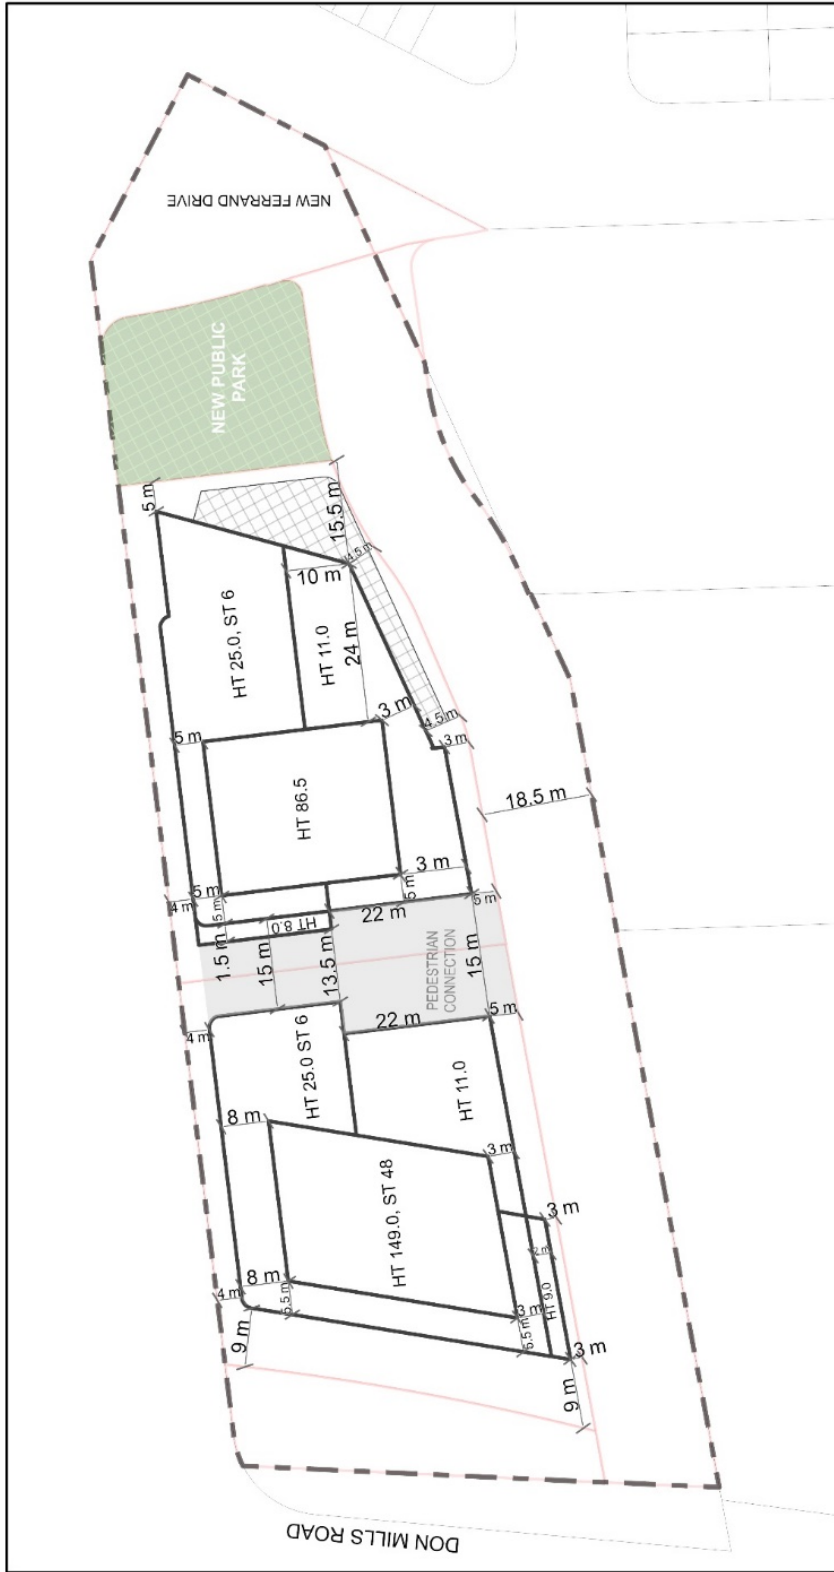 NEW FERRAND DRIVE
NEW PUBLIC
PARK
5 m
15.5 m
4.5 m
10 m
HT 25.0, ST 6
HT 11.0
24 m
3 m
4.5 m
3 m
5 m
HT 86.5
18.5 m
3 m
5 m
4 m
5 m
5 m
HT 8.0
22 m
5 m
1.5 m
15 m
13.5 m
PEDESTRIAN
CONNECTION
15 m
5 m
4 m
22 m
HT 25.0 ST 6
HT 11.0
8 m
3 m
HT 149.0, ST 48
3 m
2 m
8 m
4 m
5.5 m
HT 9.0
3 m
5.5 m
9 m
3 m
9 m
DON MILLS ROAD